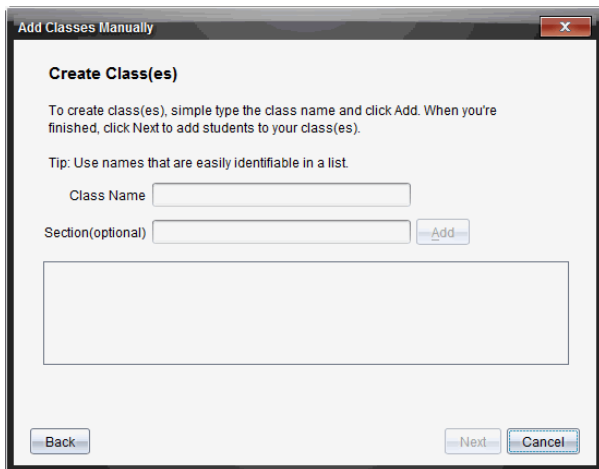 Add Classes Manually
Create Class(es)
To create class(es), simple type the class name and click Add. When you're
finished, click Next to add students to your class(es).
Tip: Use names that are easily identifiable in a list.
Class Name
Section(optional)
Add
Back
Next
Cancel